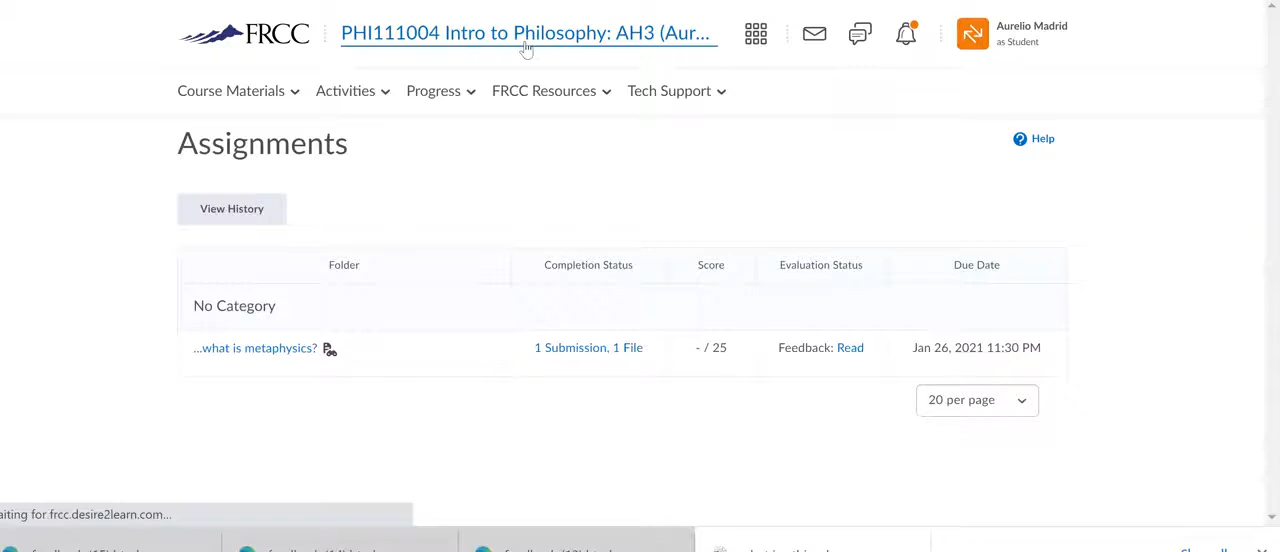 FRCC
PHI111004 Intro to Philosophy: AH3 (Aur...
Aurelio Madrid
as Student
Course Materials
Activities
Progress
FRCC Resources
Tech Support
Assignments
Help
View History
Folder
Completion Status
Score
Evaluation Status
Due Date
No Category
...what is metaphysics?
1 Submission, 1 File
- / 25
Feedback: Read
Jan 26, 2021 11:30 PM
20 per page
aiting for frcc.desire2learn.com...